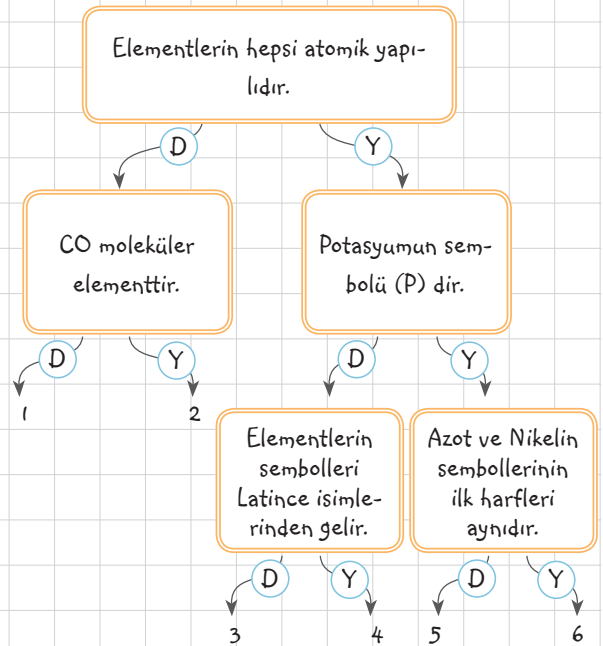 Elementlerin hepsi atomik yapı-
lıdır.
D
Y
CO moleküler
elementtir.
Potasyumun sem-
bolü (P) dir.
D
Y
D
Y
1
2
Elementlerin
sembolleri
Latince isimle-
rinden gelir.
Azot ve Nikelin
sembollerinin
ilk harfleri
aynıdır.
D
Y
D
Y
3
4
5
6